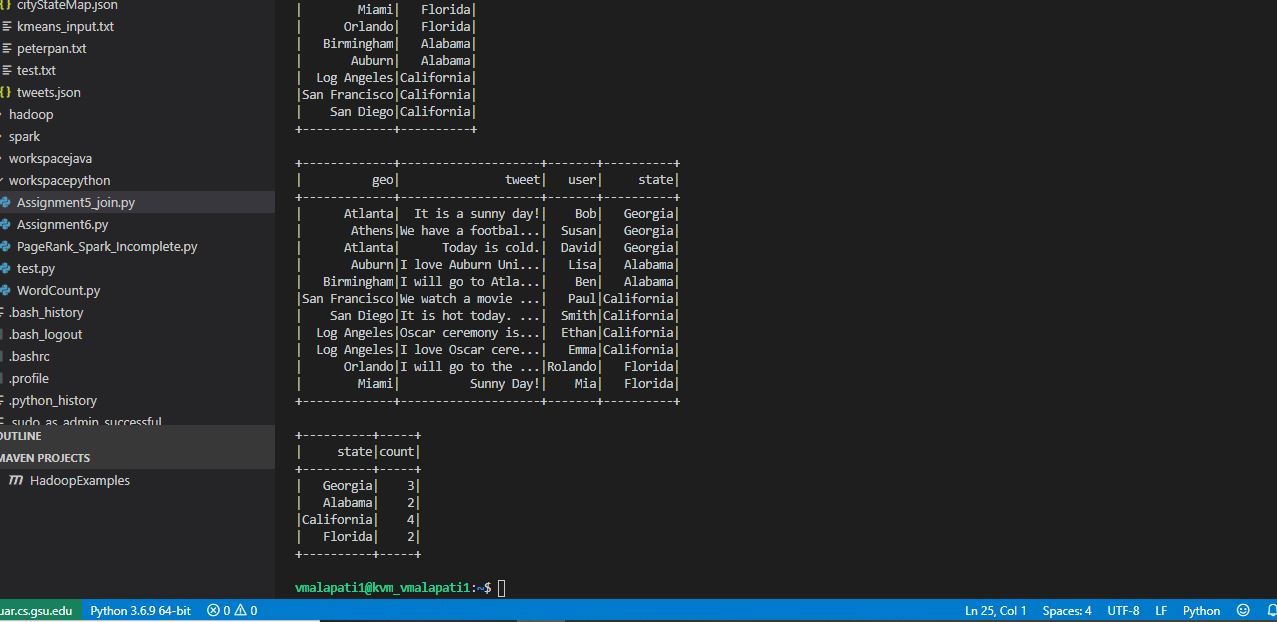 cityStateMap.json
kmeans_input.txt
peterpan.txt
test.txt
tweets.json
hadoop
spark
workspacejava
workspacepython
Assignment5_join.py
Assignment6.py
PageRank_Spark_Incomplete.py
test.py
WordCount.py
.bash_history
.bash_logout
.bashrc
.profile
.python_history
.sudo_as_admin_successful
OUTLINE
MAVEN PROJECTS
HadoopExamples
|        Miami|   Florida|
|      Orlando|   Florida|
|   Birmingham|   Alabama|
|       Auburn|   Alabama|
|  Log Angeles|California|
|San Francisco|California|
|    San Diego|California|
+-------------+----------+
+-------------+--------------------+-------+----------+
|          geo|               tweet|   user|     state|
+-------------+--------------------+-------+----------+
|      Atlanta|  It is a sunny day!|    Bob|   Georgia|
|       Athens|We have a footbal...|  Susan|   Georgia|
|      Atlanta|      Today is cold.|  David|   Georgia|
|       Auburn|I love Auburn Uni...|   Lisa|   Alabama|
|   Birmingham|I will go to Atla...|    Ben|   Alabama|
|San Francisco|We watch a movie ...|   Paul|California|
|    San Diego|It is hot today. ...|  Smith|California|
|  Log Angeles|Oscar ceremony is...|  Ethan|California|
|  Log Angeles|I love Oscar cere...|   Emma|California|
|      Orlando|I will go to the ...|Rolando|   Florida|
|        Miami|          Sunny Day!|    Mia|   Florida|
+-------------+--------------------+-------+----------+
+----------+-----+
|     state|count|
+----------+-----+
|   Georgia|    3|
|   Alabama|    2|
|California|    4|
|   Florida|    2|
+----------+-----+
vmalapati1@kvm_vmalapati1:~$
uar.cs.gsu.edu Python 3.6.9 64-bit 0 0 Ln 25, Col 1 Spaces: 4 UTF-8 LF Python